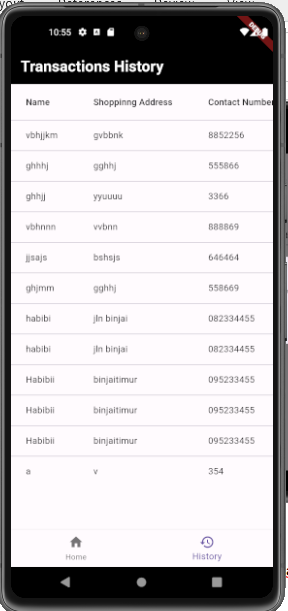 10:55
DEBUG
Transactions History
Name Shoppinng Address Contact Number
vbhjjkm gvbbnk 8852256
ghhhj gghhj 555866
ghhjj yyuuuu 3366
vbhnnn vvbnn 888869
jjsajs bshsjs 646464
ghjmm gghhj 558669
habibi jln binjai 082334455
habibi jln binjai 082334455
Habibii binjaitimur 095233455
Habibii binjaitimur 095233455
Habibii binjaitimur 095233455
a v 354
Home History